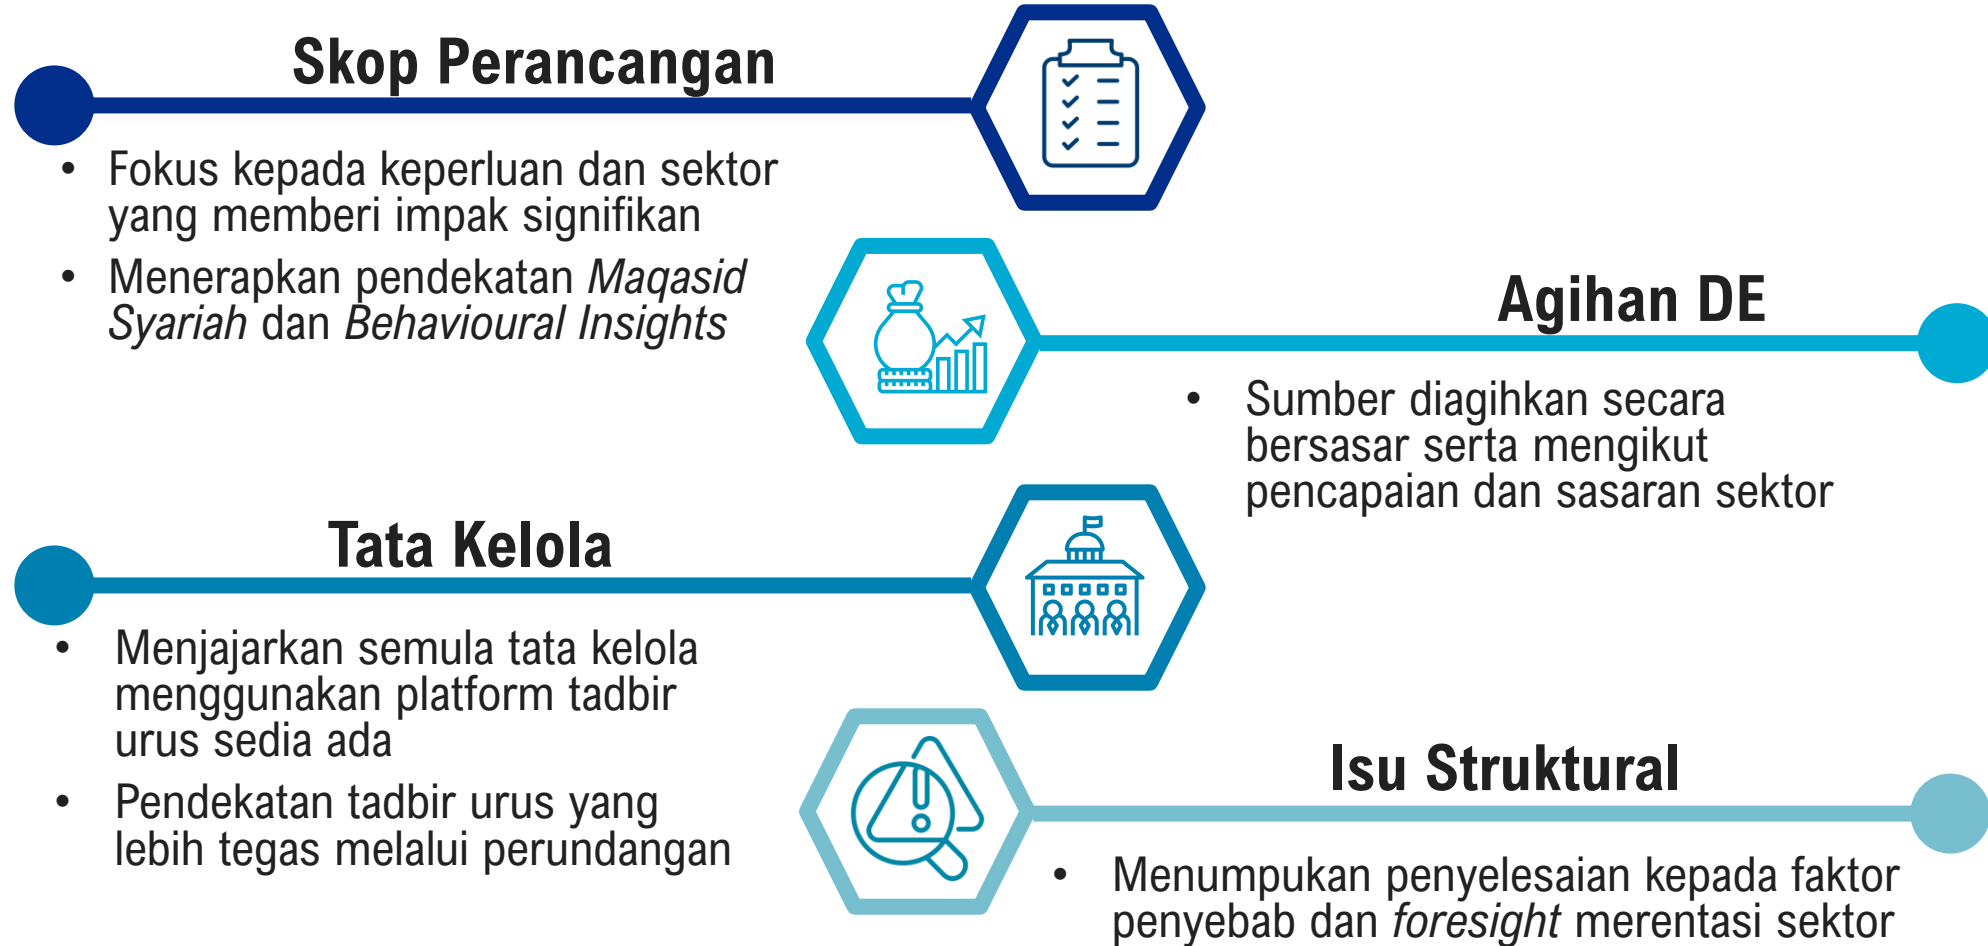 Skop Perancangan
• Fokus kepada keperluan dan sektor
yang memberi impak signifikan
• Menerapkan pendekatan Maqasid
Syariah dan Behavioural Insights
Agihan DE
• Sumber diagihkan secara
bersasar serta mengikut
pencapaian dan sasaran sektor
Tata Kelola
• Menjajarkan semula tata kelola
menggunakan platform tadbir
urus sedia ada
• Pendekatan tadbir urus yang
lebih tegas melalui perundangan
Isu Struktural
• Menumpukan penyelesaian kepada faktor
penyebab dan foresight merentasi sektor